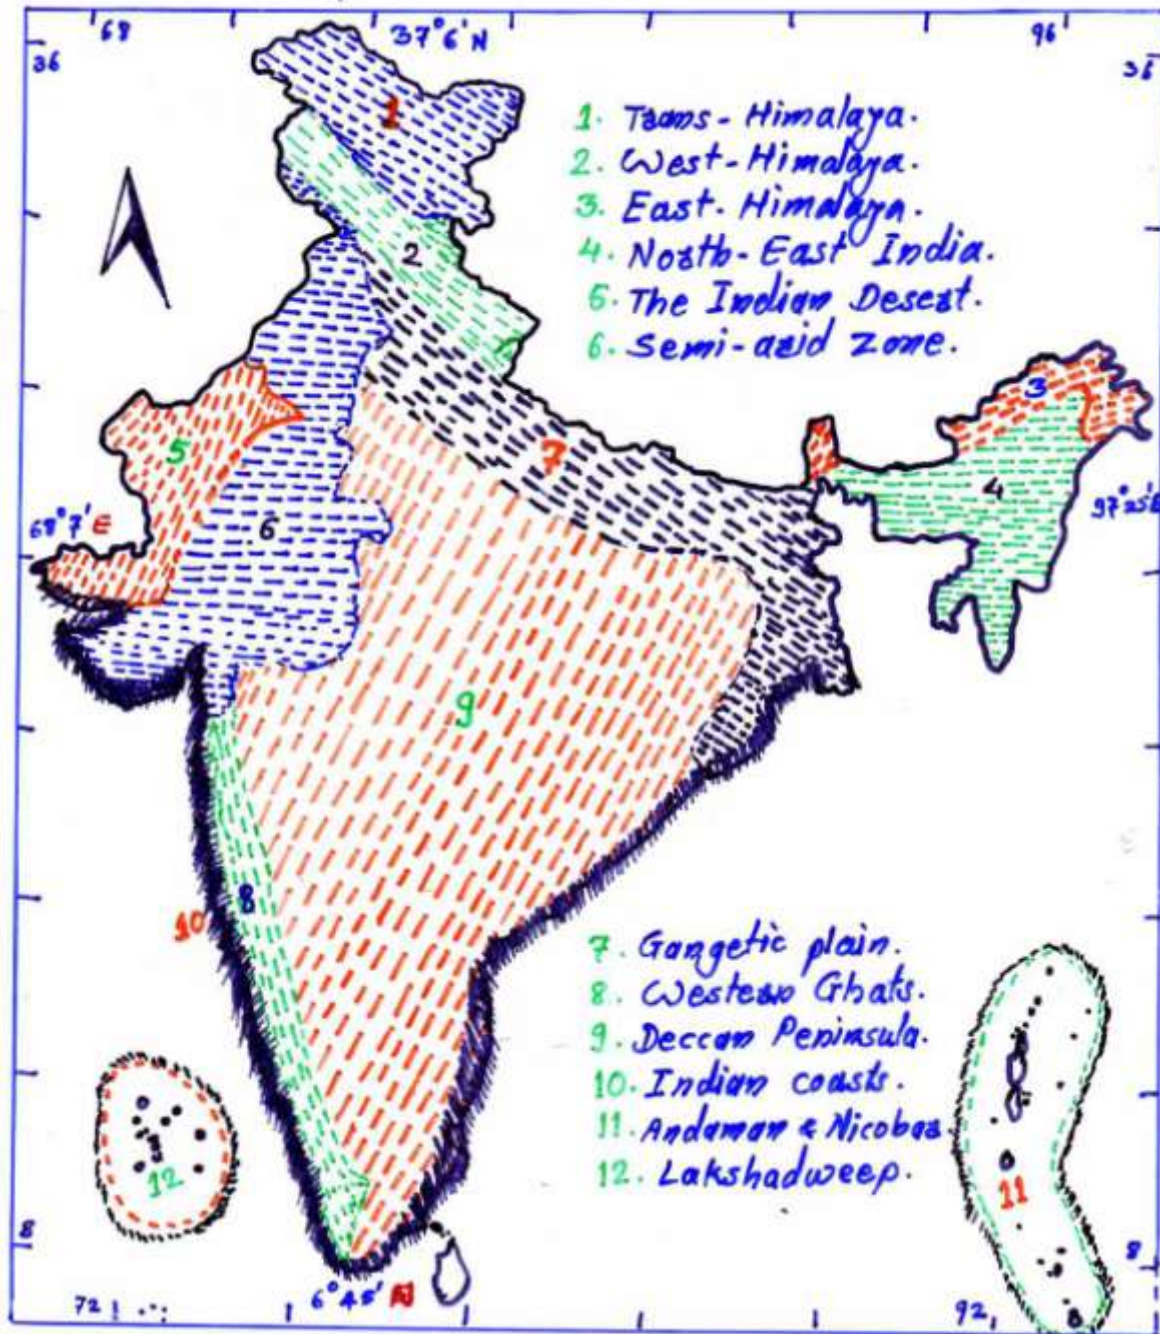 68
37°6'N
96
36
36
1. Trans-Himalaya.
2. West-Himalaya.
3. East-Himalaya.
4. North-East India.
5. The Indian Desert.
6. Semi-arid Zone.
1
2
3
5
7
4
68°7'E
6
97°25'E
9
8
10
7. Gangetic plain.
8. Western Ghats.
9. Deccan Peninsula.
10. Indian coasts.
11. Andaman & Nicobar.
12. Lakshadweep.
12
11
8
8
72
6°45' N
92